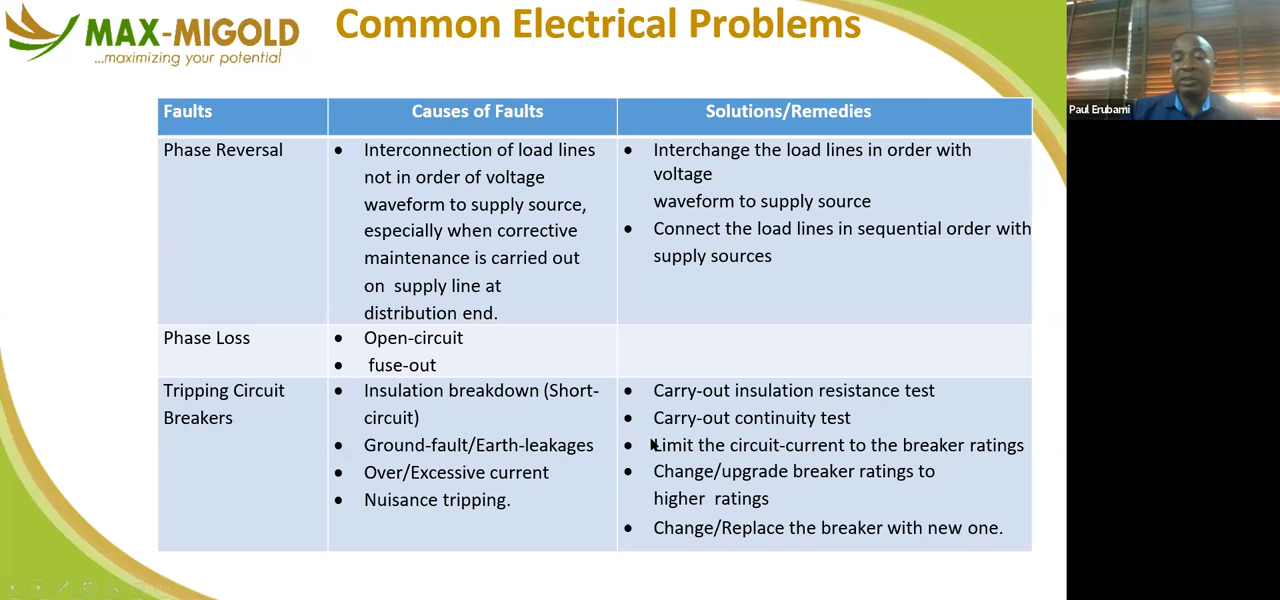 MAX-MIGOLD
...maximizing your potential
Common Electrical Problems
Paul Erubami
Faults
Causes of Faults
Solutions/Remedies
Phase Reversal
• Interconnection of load lines
not in order of voltage
waveform to supply source,
especially when corrective
maintenance is carried out
on supply line at
distribution end.
• Interchange the load lines in order with
voltage
waveform to supply source
• Connect the load lines in sequential order with
supply sources
Phase Loss
• Open-circuit
• fuse-out
Tripping Circuit
Breakers
• Insulation breakdown (Short-
circuit)
• Ground-fault/Earth-leakages
• Over/Excessive current
• Nuisance tripping.
• Carry-out insulation resistance test
• Carry-out continuity test
• Limit the circuit-current to the breaker ratings
• Change/upgrade breaker ratings to
higher ratings
• Change/Replace the breaker with new one.